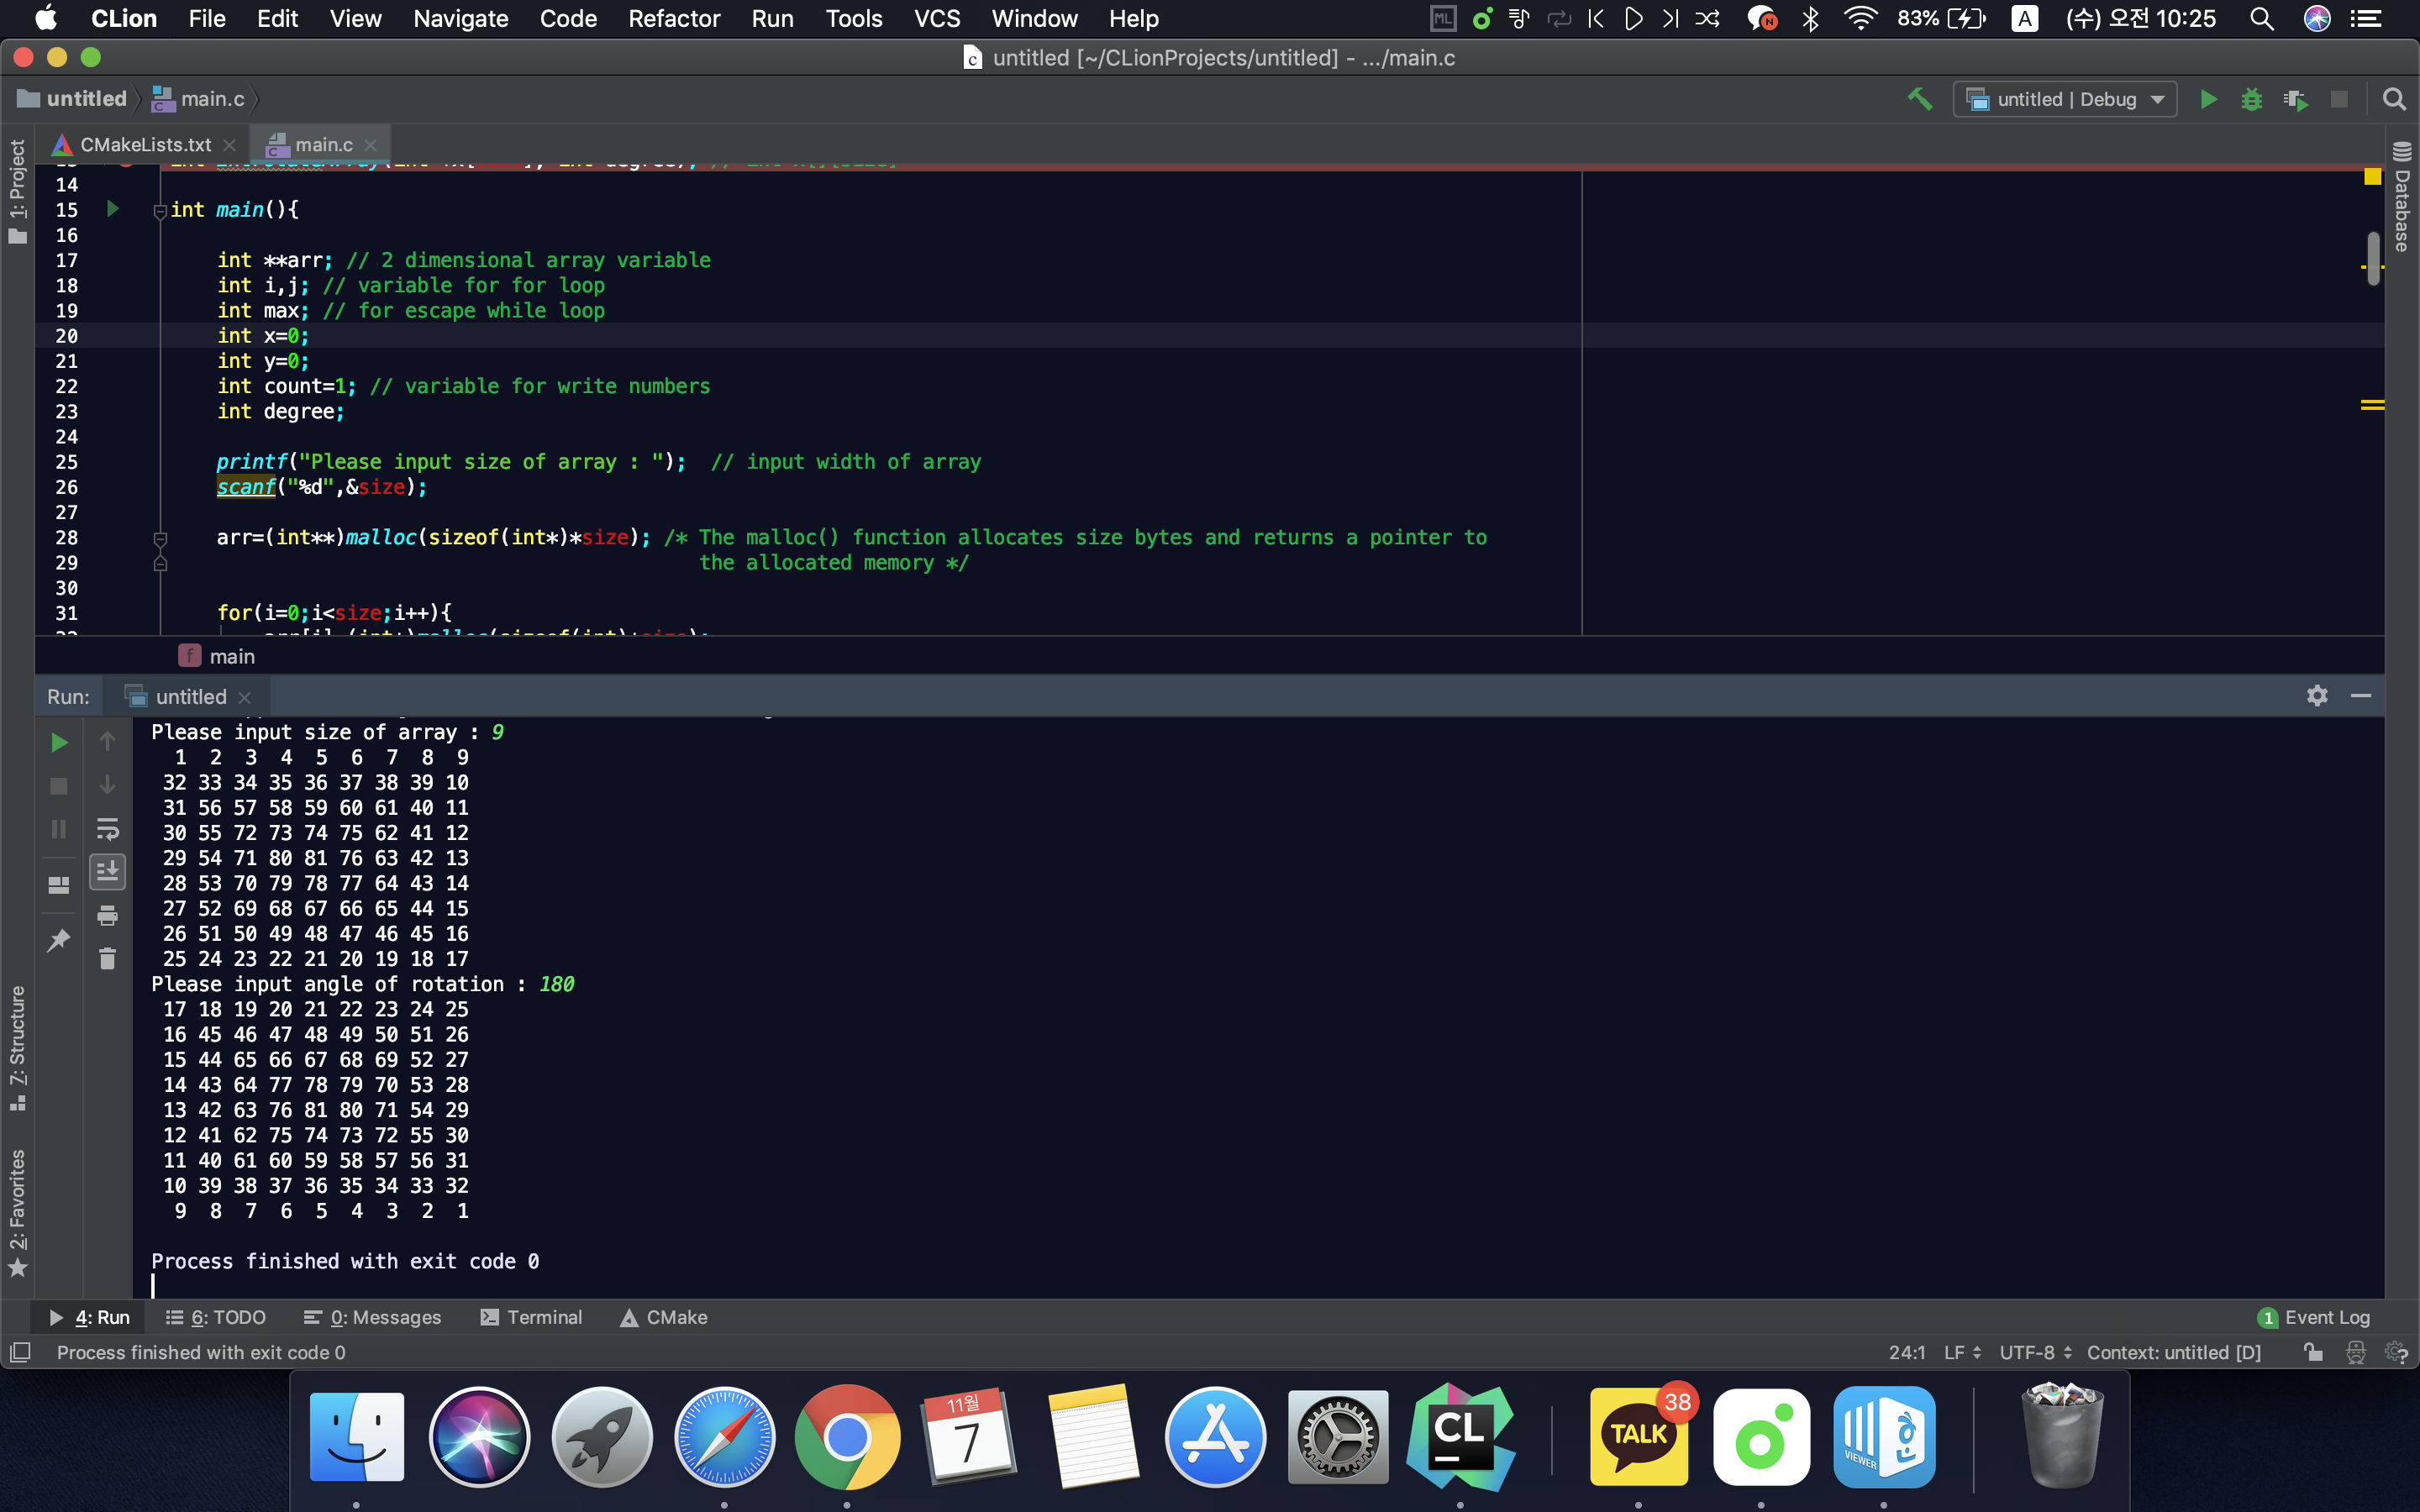 CLion File Edit View Navigate Code Refactor Run Tools VCS Window Help ML N 83% A (수) 오전 10:25
untitled [~/CLionProjects/untitled] - .../main.c
untitled main.c untitled | Debug
CMakeLists.txt main.c
1: Project
Database
14
15 int main(){
16
17 int **arr; // 2 dimensional array variable
18 int i,j; // variable for for loop
19 int max; // for escape while loop
20 int x=0;
21 int y=0;
22 int count=1; // variable for write numbers
23 int degree;
24
25 printf("Please input size of array : "); // input width of array
26 scanf("%d",&size);
27
28 arr=(int**)malloc(sizeof(int*)*size); /* The malloc() function allocates size bytes and returns a pointer to
29 the allocated memory */
30
31 for(i=0;i<size;i++){
f main
Run: untitled
Please input size of array : 9
1 2 3 4 5 6 7 8 9
32 33 34 35 36 37 38 39 10
31 56 57 58 59 60 61 40 11
30 55 72 73 74 75 62 41 12
29 54 71 80 81 76 63 42 13
28 53 70 79 78 77 64 43 14
27 52 69 68 67 66 65 44 15
26 51 50 49 48 47 46 45 16
25 24 23 22 21 20 19 18 17
Please input angle of rotation : 180
17 18 19 20 21 22 23 24 25
16 45 46 47 48 49 50 51 26
15 44 65 66 67 68 69 52 27
14 43 64 77 78 79 70 53 28
13 42 63 76 81 80 71 54 29
12 41 62 75 74 73 72 55 30
11 40 61 60 59 58 57 56 31
10 39 38 37 36 35 34 33 32
9 8 7 6 5 4 3 2 1
Process finished with exit code 0
7: Structure
2: Favorites
4: Run 6: TODO 0: Messages Terminal CMake 1 Event Log
Process finished with exit code 0 24:1 LF UTF-8 Context: untitled [D]
11월
7
CL
TALK
38
VIEWER